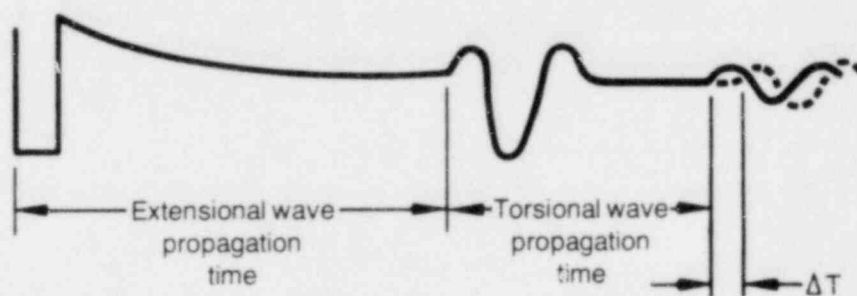 Extensional wave
propagation
time
Torsional wave
propagation
time
ΔT